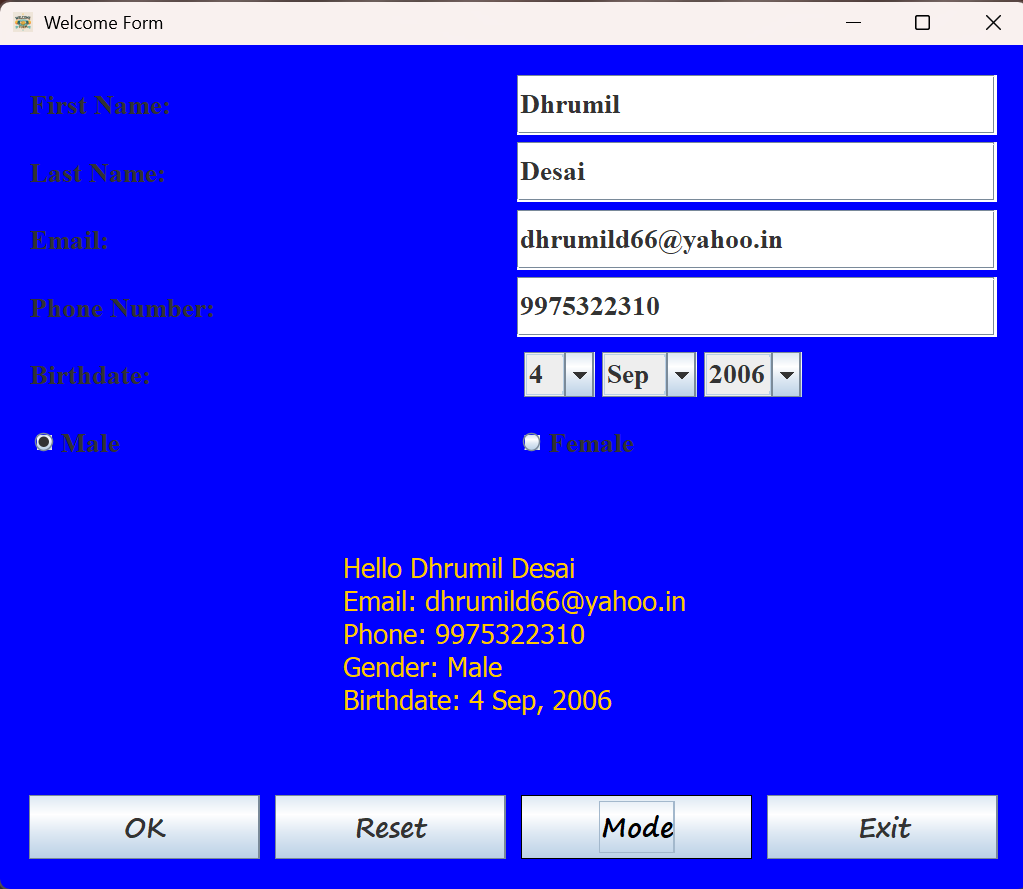 Welcome Form
First Name: Dhrumil
Last Name: Desai
Email: dhrumild66@yahoo.in
Phone Number: 9975322310
Birthdate: 4 Sep 2006
Male Female
Hello Dhrumil Desai
Email: dhrumild66@yahoo.in
Phone: 9975322310
Gender: Male
Birthdate: 4 Sep, 2006
OK Reset Mode Exit